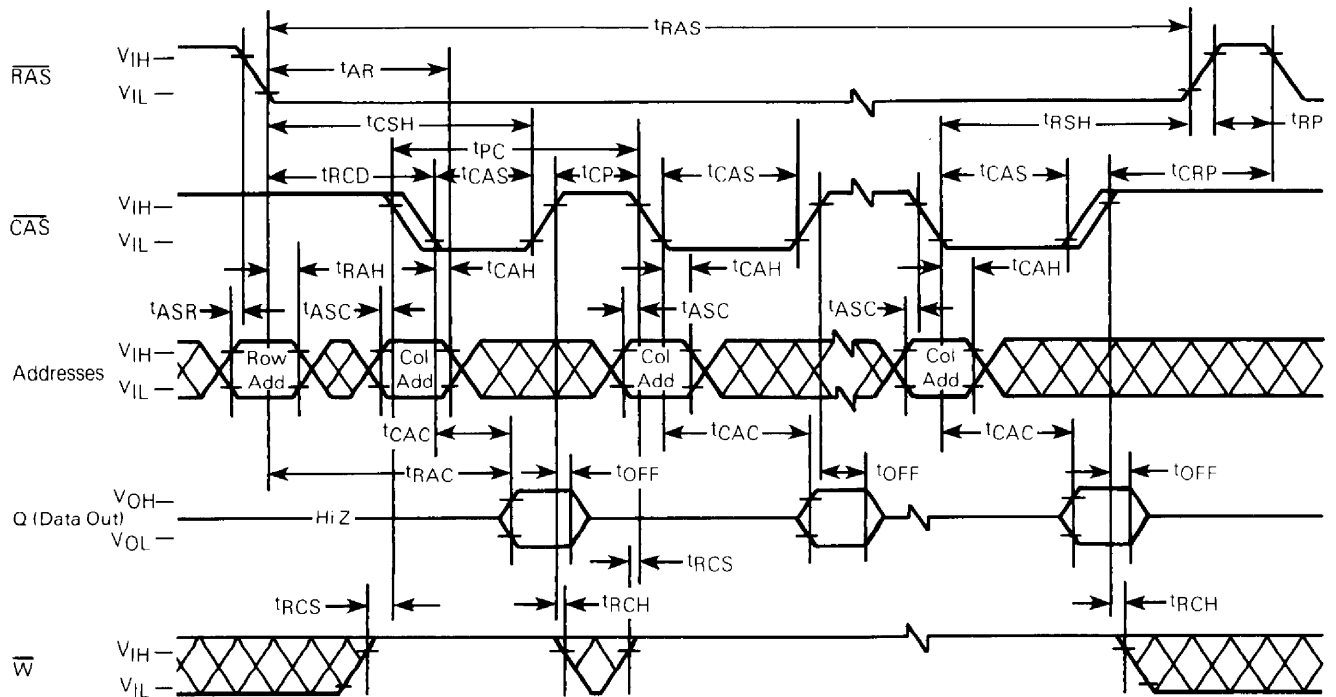 tRAS
VIH
RAS
tAR
VIL
tCSH
tRSH
tRP
tPC
tRCD
tCAS
tCP
tCAS
tCAS
tCRP
VIH
CAS
VIL
tRAH
tCAH
tCAH
tCAH
tASR
tASC
tASC
tASC
VIH
Addresses
VIL
Row
Add
Col
Add
Col
Add
Col
Add
tCAC
tCAC
tCAC
tRAC
tOFF
tOFF
tOFF
VOH
Q (Data Out)
Hi Z
VOL
tRCS
tRCS
tRCH
tRCH
VIH
W
VIL